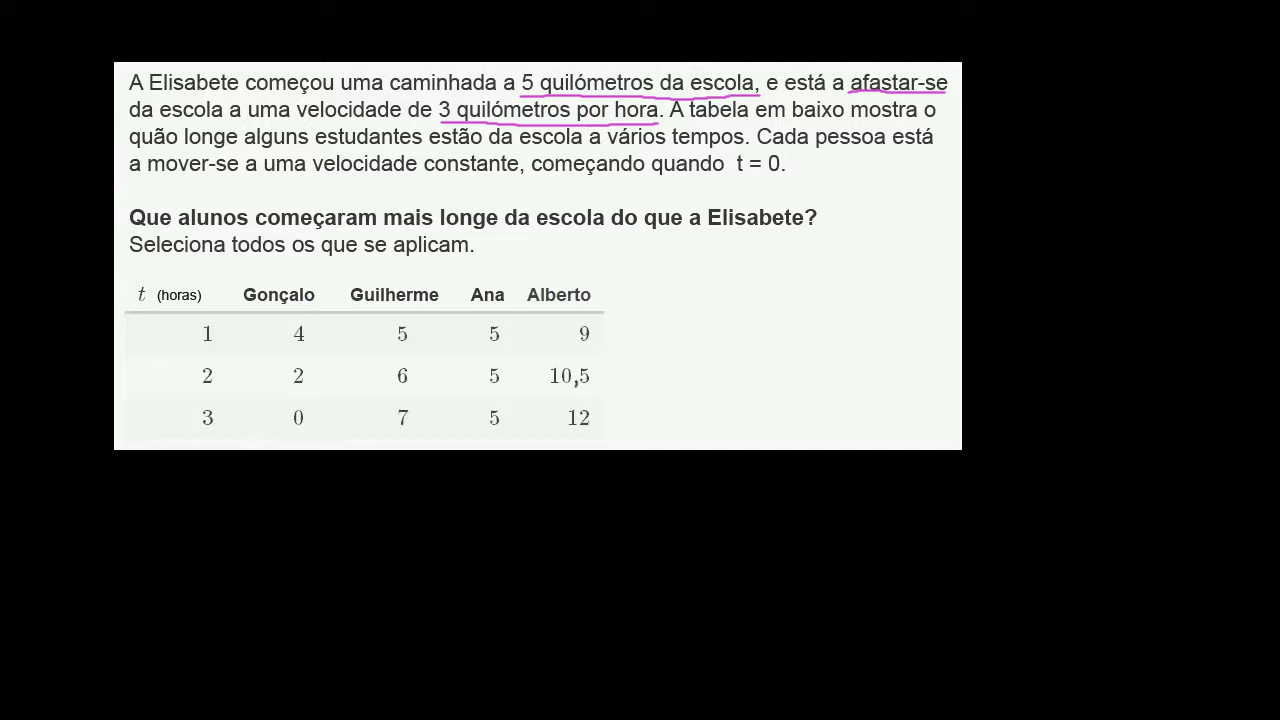 A Elisabete começou uma caminhada a 5 quilómetros da escola, e está a afastar-se
da escola a uma velocidade de 3 quilómetros por hora. A tabela em baixo mostra o
quão longe alguns estudantes estão da escola a vários tempos. Cada pessoa está
a mover-se a uma velocidade constante, começando quando t = 0.
Que alunos começaram mais longe da escola do que a Elisabete?
Seleciona todos os que se aplicam.
t (horas) Gonçalo Guilherme Ana Alberto
1 4 5 5 9
2 2 6 5 10,5
3 0 7 5 12